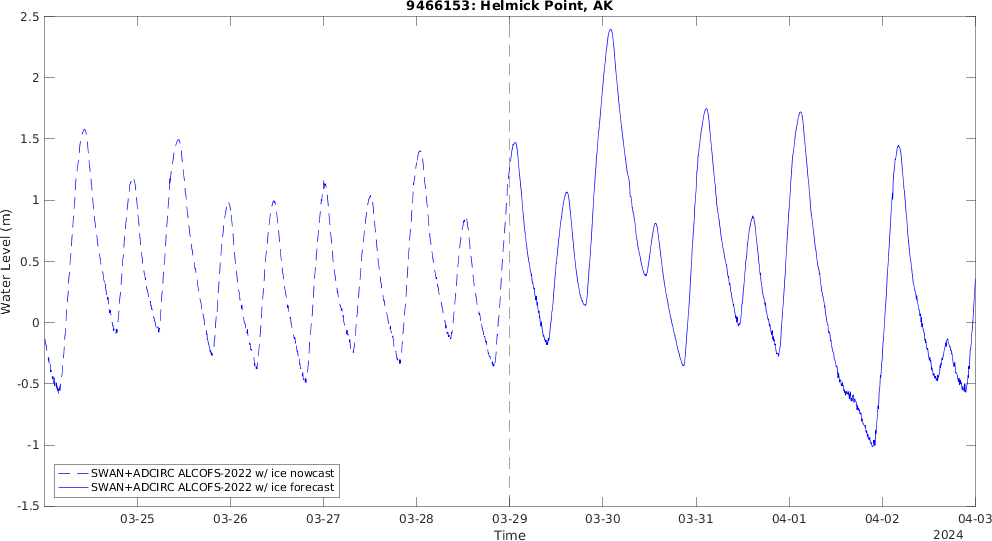 9466153: Helmick Point, AK
2.5
2
1.5
1
0.5
0
-0.5
-1
-1.5
Water Level (m)
SWAN+ADCIRC ALCOFS-2022 w/ ice nowcast
SWAN+ADCIRC ALCOFS-2022 w/ ice forecast
03-25 03-26 03-27 03-28 03-29 03-30 03-31 04-01 04-02 04-03
Time
2024